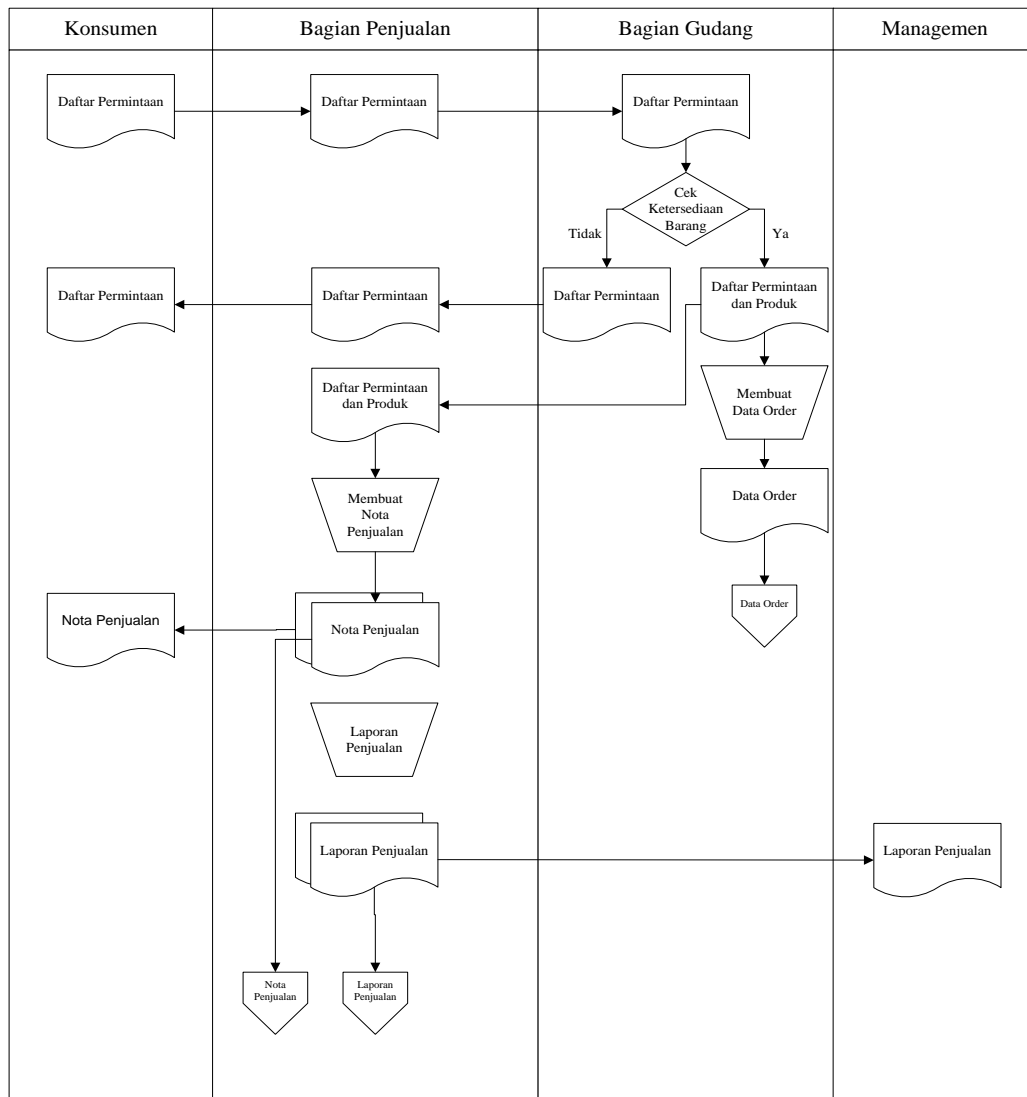 Konsumen
Bagian Penjualan
Bagian Gudang
Managemen
Daftar Permintaan
Daftar Permintaan
Daftar Permintaan
Cek
Ketersediaan
Barang
Tidak
Ya
Daftar Permintaan
Daftar Permintaan
Daftar Permintaan
Daftar Permintaan
dan Produk
Daftar Permintaan
dan Produk
Membuat
Data Order
Membuat
Nota
Penjualan
Data Order
Data Order
Nota Penjualan
Nota Penjualan
Laporan
Penjualan
Laporan Penjualan
Laporan Penjualan
Nota
Penjualan
Laporan
Penjualan